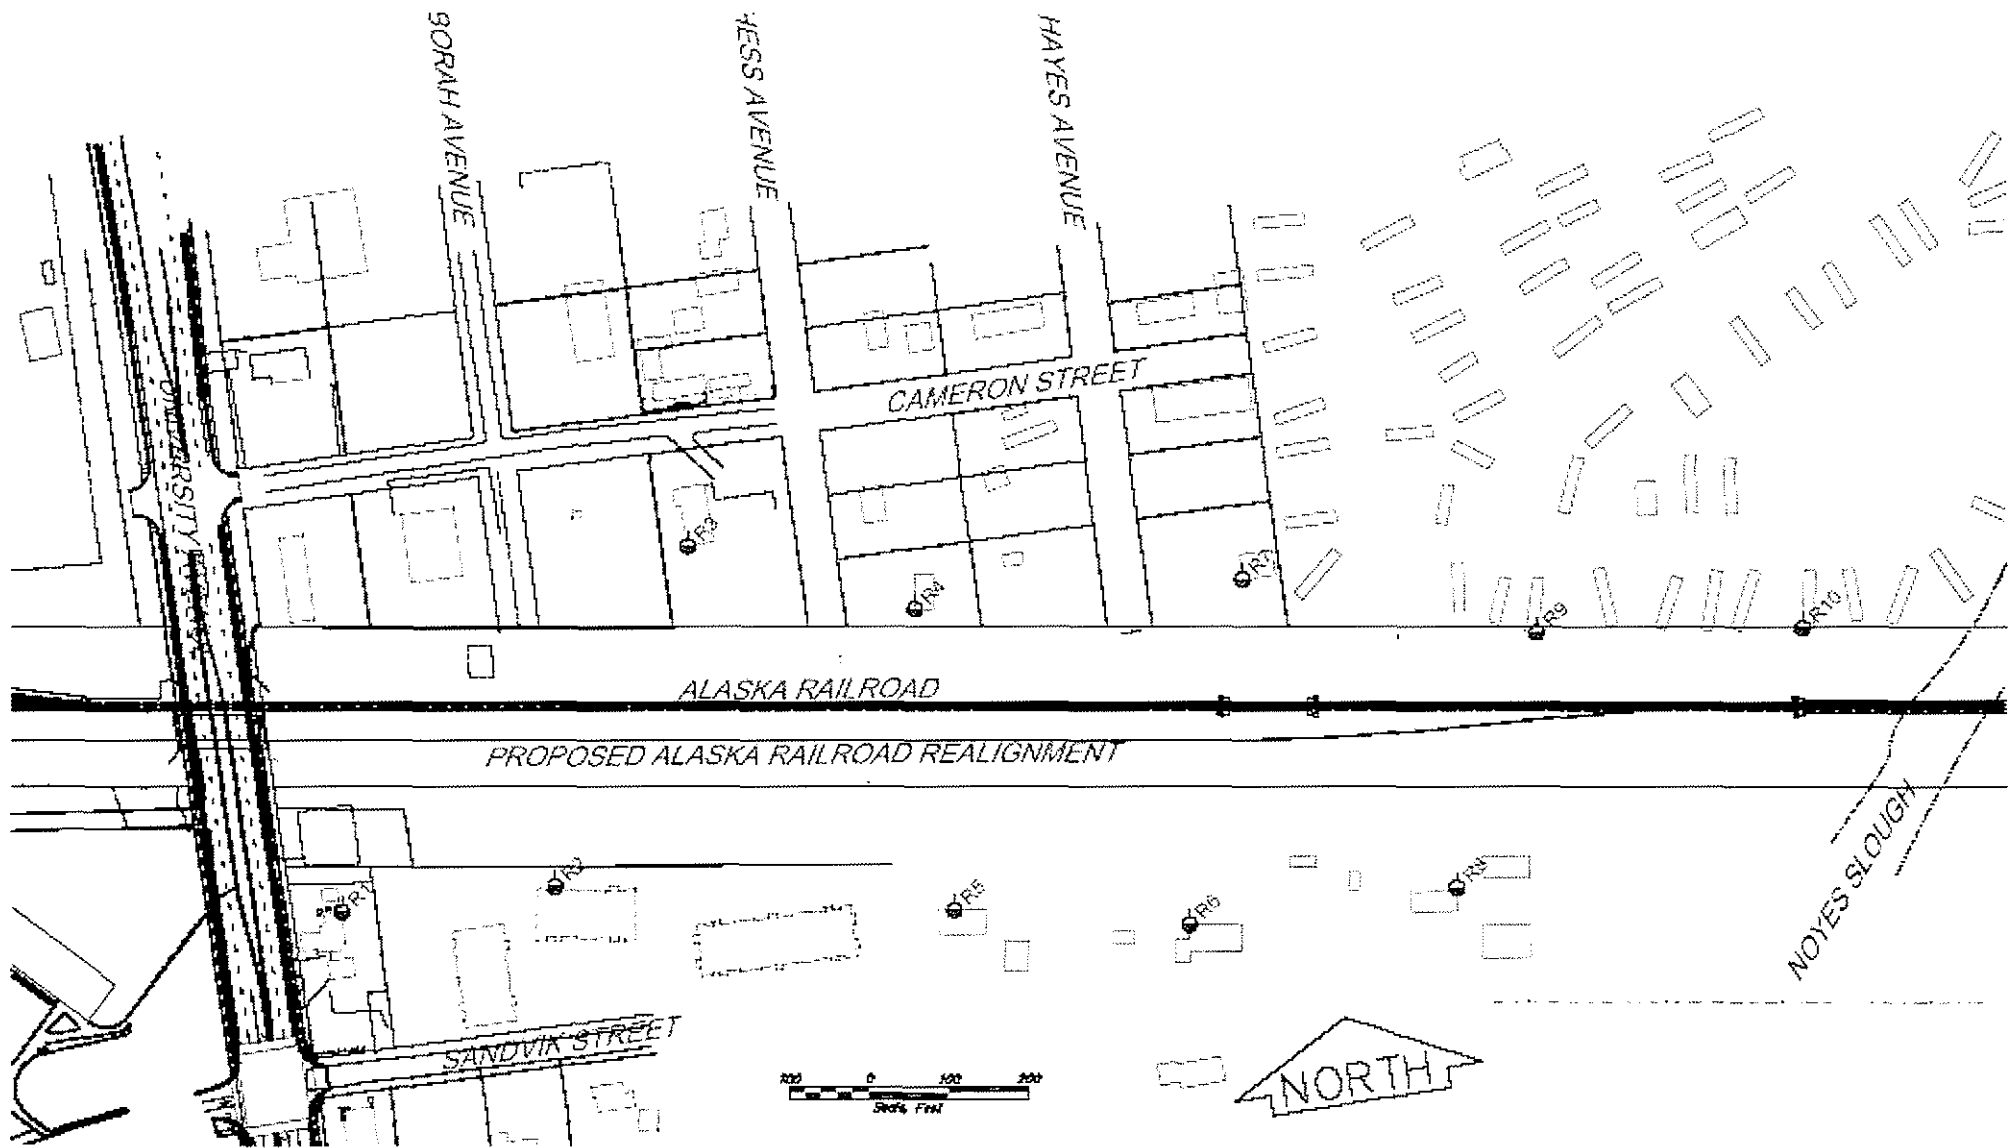 BORAH AVENUE
HESS AVENUE
HAYES AVENUE
CAMERON STREET
UNIVERSITY
R3
R4
R7
R9
R10
ALASKA RAILROAD
PROPOSED ALASKA RAILROAD REALIGNMENT
R1
R2
R5
R6
R8
NOYES SLOUGH
SANDVIK STREET
100 0 100 200
NORTH